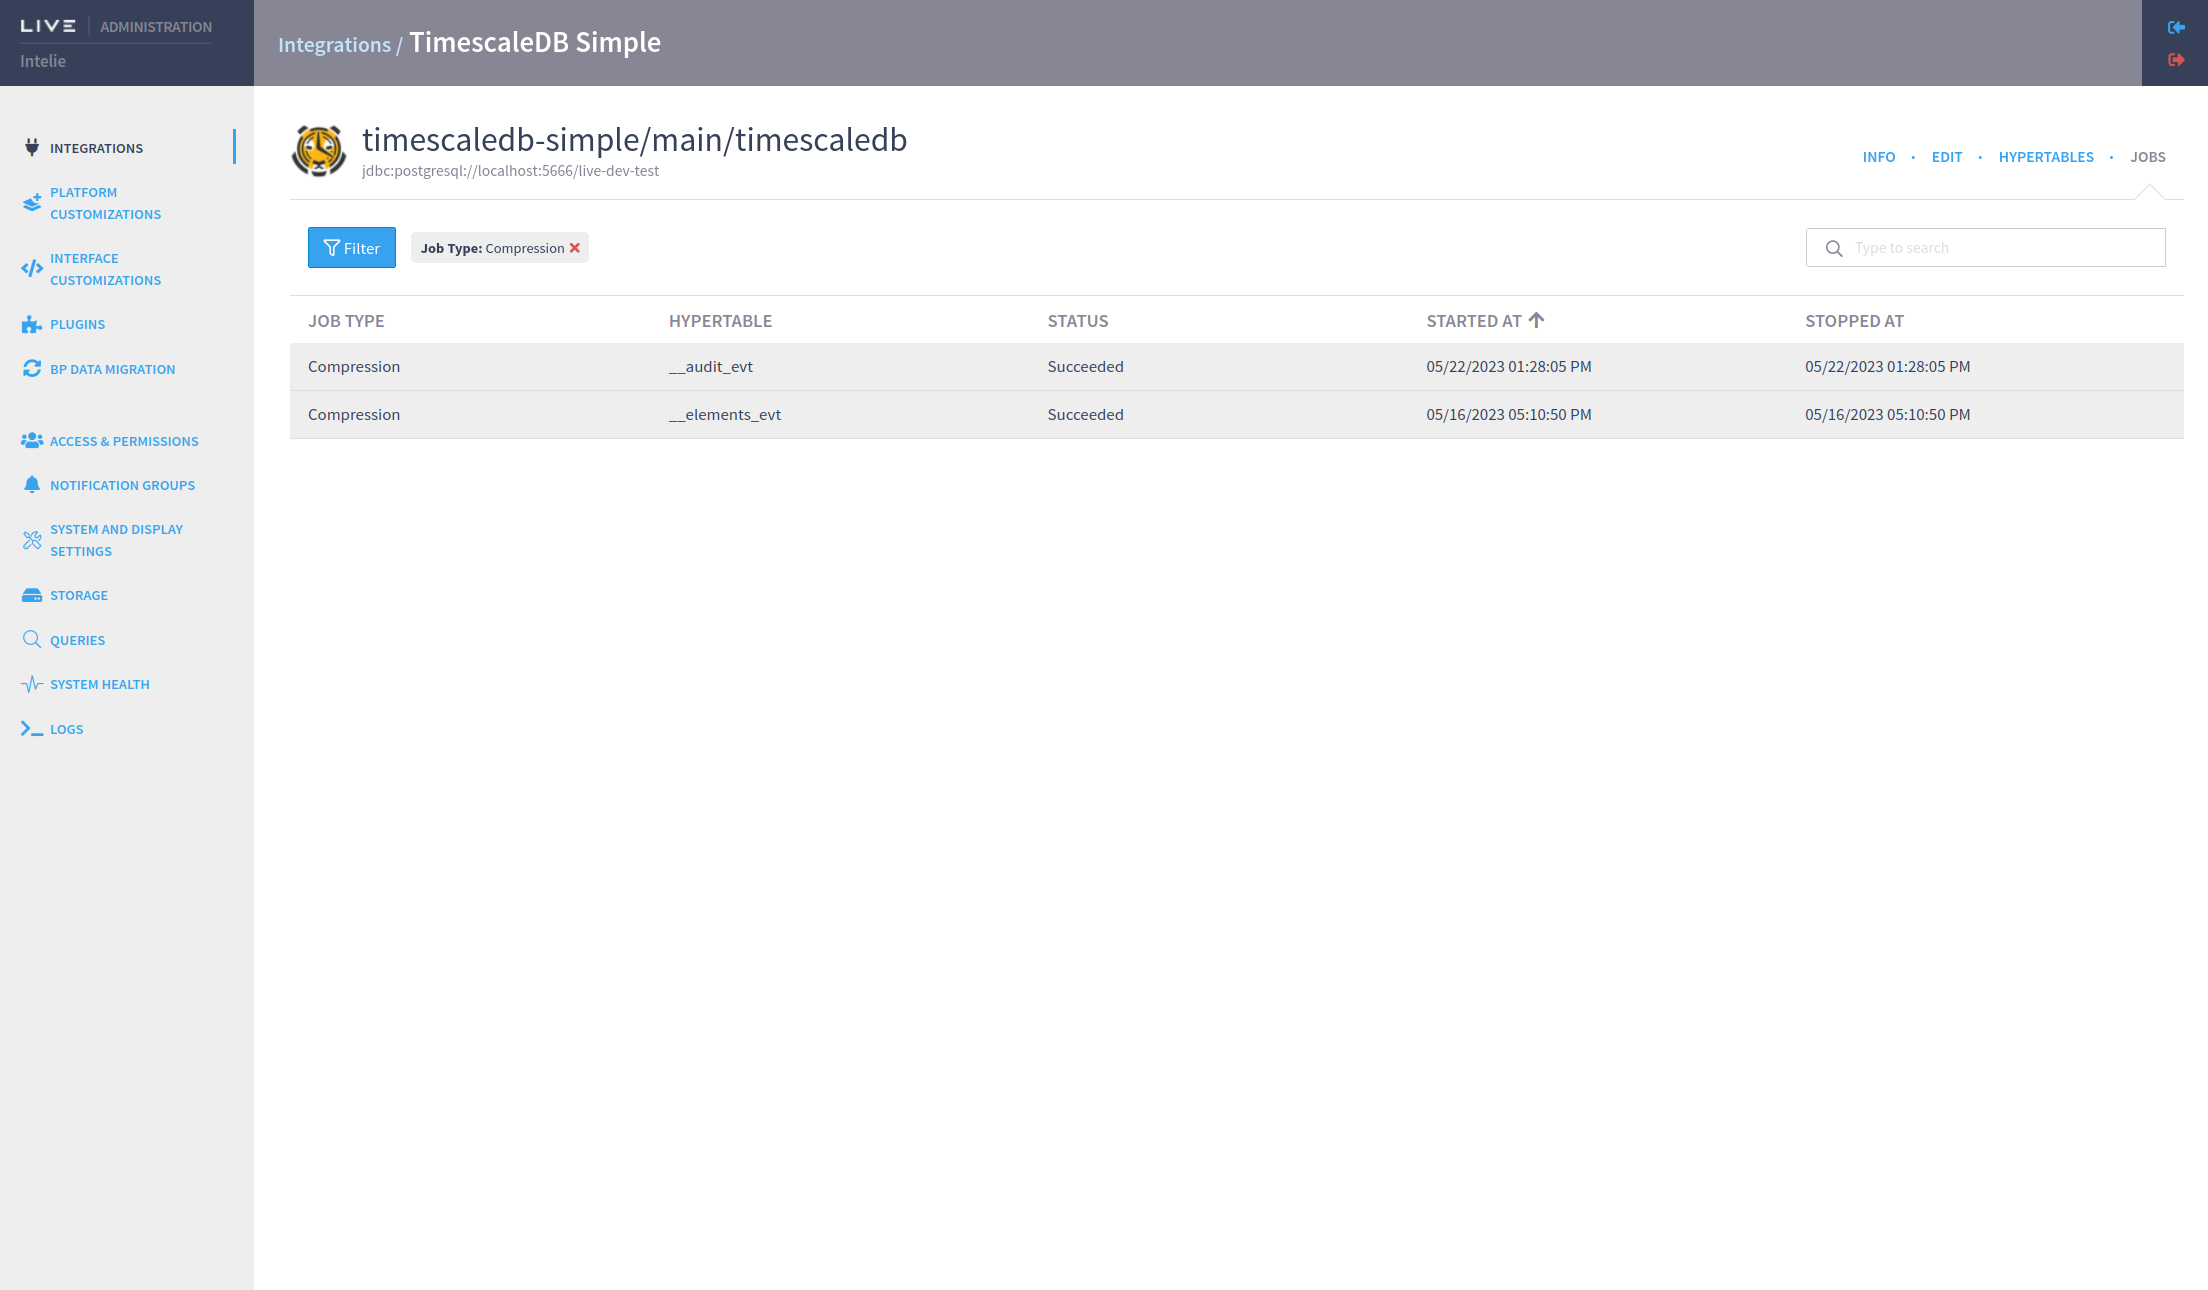 LIVE ADMINISTRATION
Intelie
Integrations / TimescaleDB Simple
INTEGRATIONS
PLATFORM
CUSTOMIZATIONS
INTERFACE
CUSTOMIZATIONS
PLUGINS
BP DATA MIGRATION
ACCESS & PERMISSIONS
NOTIFICATION GROUPS
SYSTEM AND DISPLAY
SETTINGS
STORAGE
QUERIES
SYSTEM HEALTH
LOGS
timescaledb-simple/main/timescaledb
jdbc:postgresql://localhost:5666/live-dev-test
INFO • EDIT • HYPERTABLES • JOBS
Filter Job Type: Compression Type to search
JOB TYPE HYPERTABLE STATUS STARTED AT STOPPED AT
Compression __audit_evt Succeeded 05/22/2023 01:28:05 PM 05/22/2023 01:28:05 PM
Compression __elements_evt Succeeded 05/16/2023 05:10:50 PM 05/16/2023 05:10:50 PM